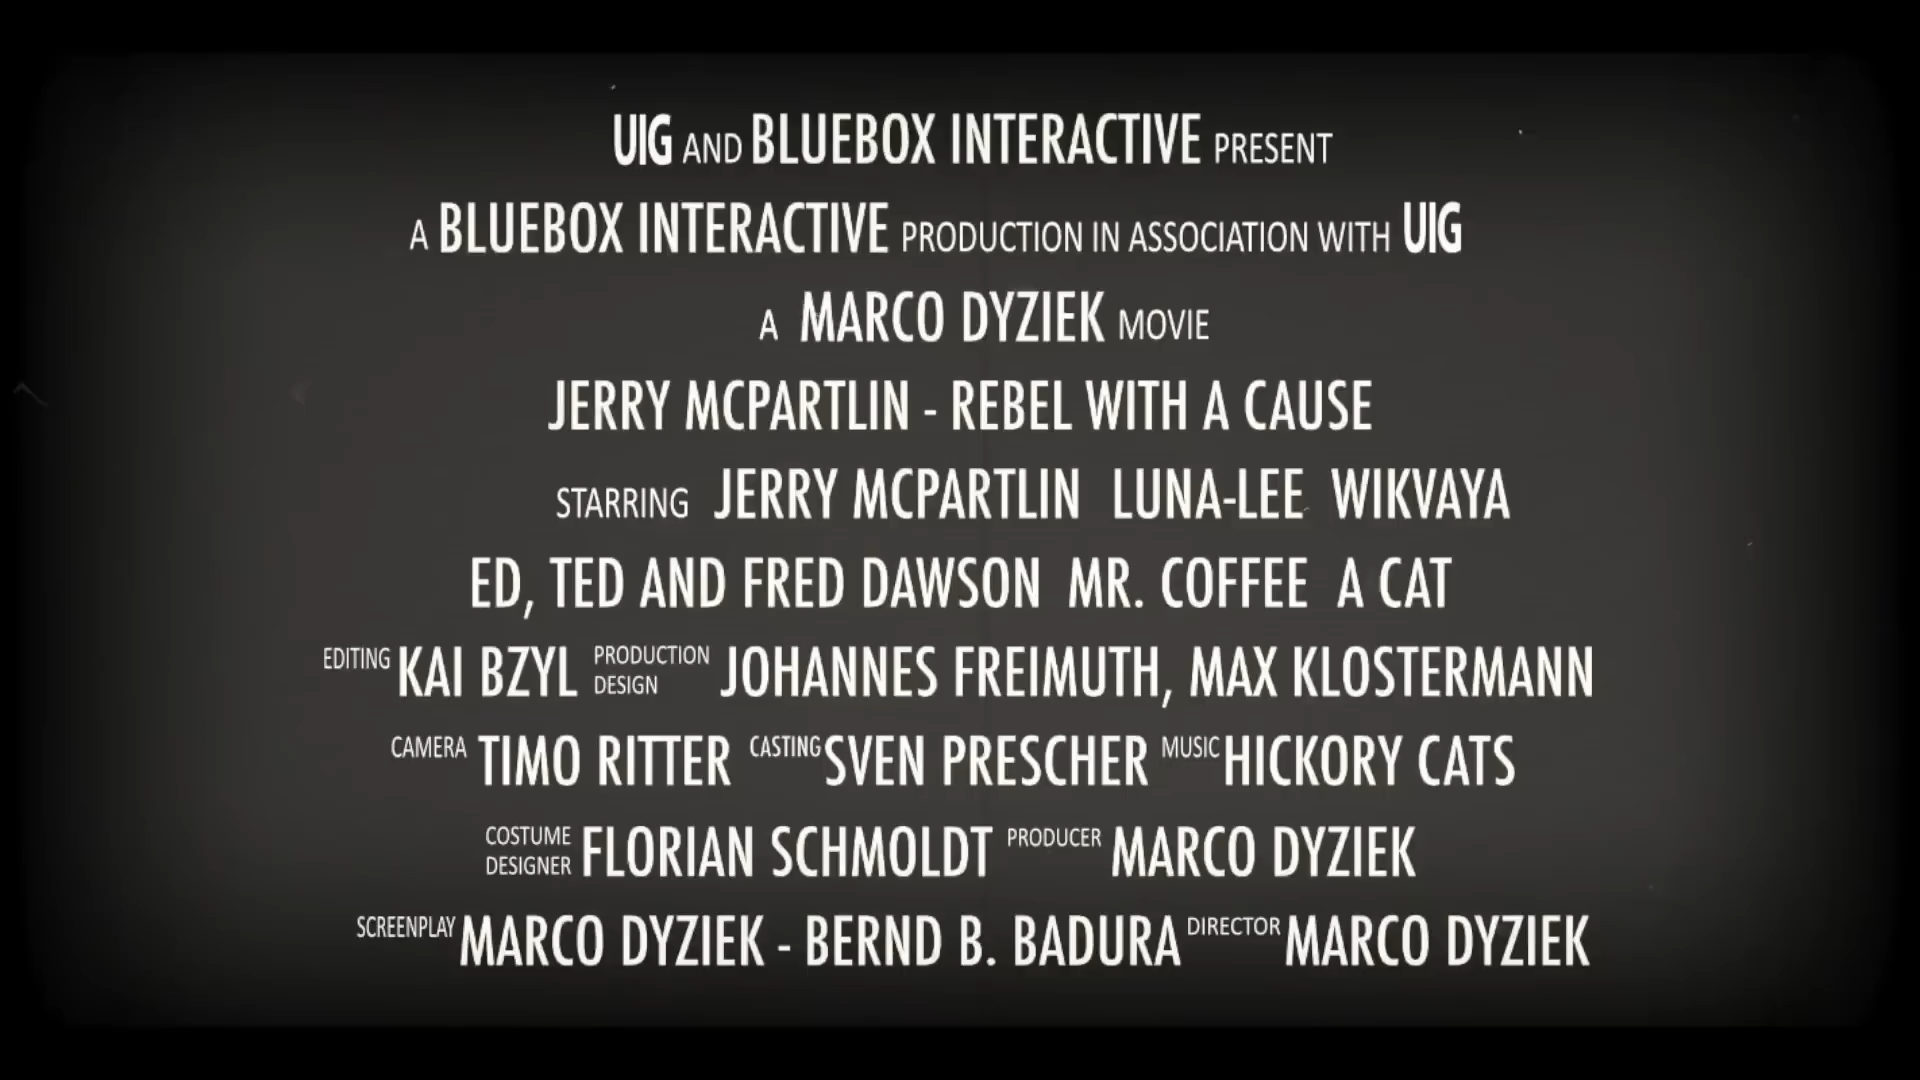 UIG AND BLUEBOX INTERACTIVE PRESENT
A BLUEBOX INTERACTIVE PRODUCTION IN ASSOCIATION WITH UIG
A MARCO DYZIEK MOVIE
JERRY MCPARTLIN - REBEL WITH A CAUSE
STARRING JERRY MCPARTLIN LUNA-LEE WIKVAYA
ED, TED AND FRED DAWSON MR. COFFEE A CAT
EDITING KAI BZYL PRODUCTION DESIGN JOHANNES FREIMUTH, MAX KLOSTERMANN
CAMERA TIMO RITTER CASTING SVEN PRESCHER MUSIC HICKORY CATS
COSTUME DESIGNER FLORIAN SCHMOLDT PRODUCER MARCO DYZIEK
SCREENPLAY MARCO DYZIEK - BERND B. BADURA DIRECTOR MARCO DYZIEK